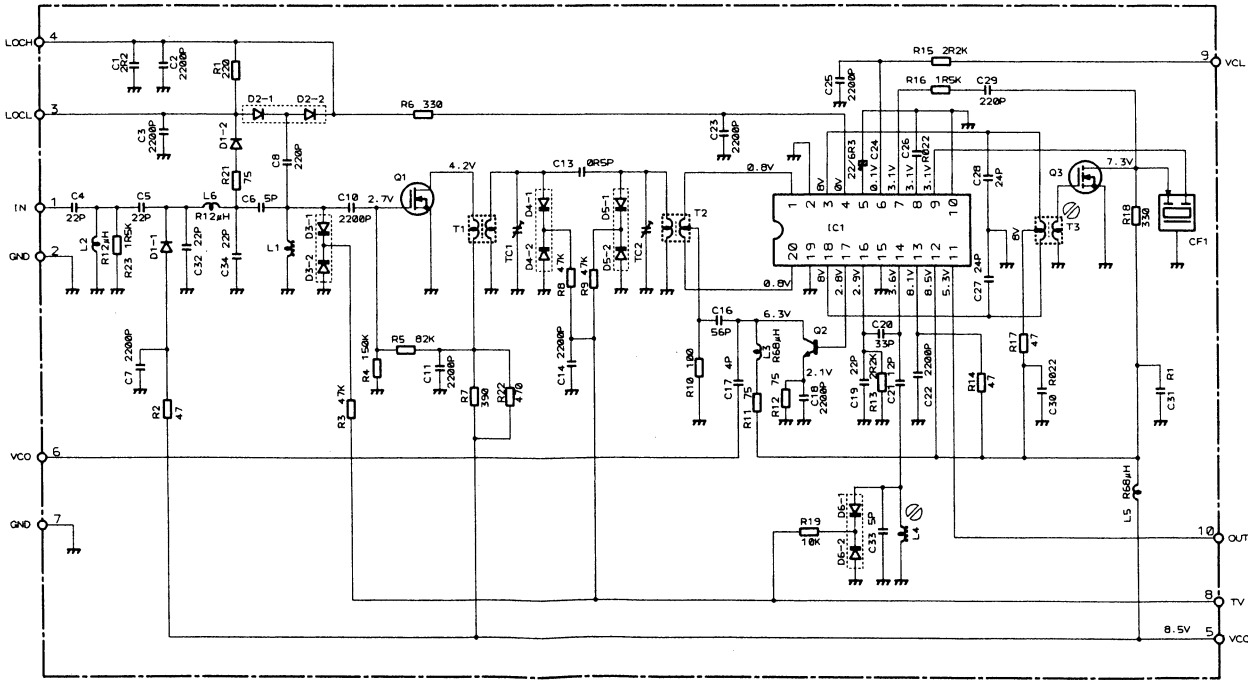 LOCH 4
C1 2R2
C2 2200P
R1 220
LOCL 3
C3 2200P
D2-1 D2-2
D1-2
R21 75
C8 220P
R6 330
C23 2200P
IN 1
C4 22P
C5 22P
L6 R12μH
C6 5P
C10 2200P
2.7V
Q1
4.2V
C13 0R5P
GND 2
L2 R12μH
R23 1R5K
D1-1
C32 22P
C34 22P
L1
D3-1
D3-2
T1
TC1
D4-1
D4-2
R8 47K
R9 47K
D5-1
D5-2
TC2
T2
0.8V
0.8V
C25 2200P
R15 2R2K
R16 1R5K
C29 220P
9 VCL
22/6R3
C24
C26 R022
8V
0V
0.1V
3.1V
3.1V
3.1V
1 2 3 4 5 6 7 8 9 10
IC1
20 19 18 17 16 15 14 13 12 11
8V
2.8V
2.9V
3.6V
8.1V
8.5V
5.3V
C28 24P
C27 24P
8V
T3
Q3
7.3V
R18 330
CF1
C7 2200P
R2 47
R3 47K
R4 150K
R5 82K
C11 2200P
R7 390
R22 470
C14 2200P
R10 100
C16 56P
C17 4P
6.3V
L3 R68μH
R11 75
Q2
2.1V
R12 75
C18 2200P
C19 22P
R13 2R2K
C20 33P
C21 12P
C22 2200P
R14 47
R17 47
C30 R022
C31 R1
VCO 6
L5 R68μH
GND 7
R19 10K
D6-1
D6-2
C33 5P
L4
10 OUT
8 TV
8.5V 5 VCC